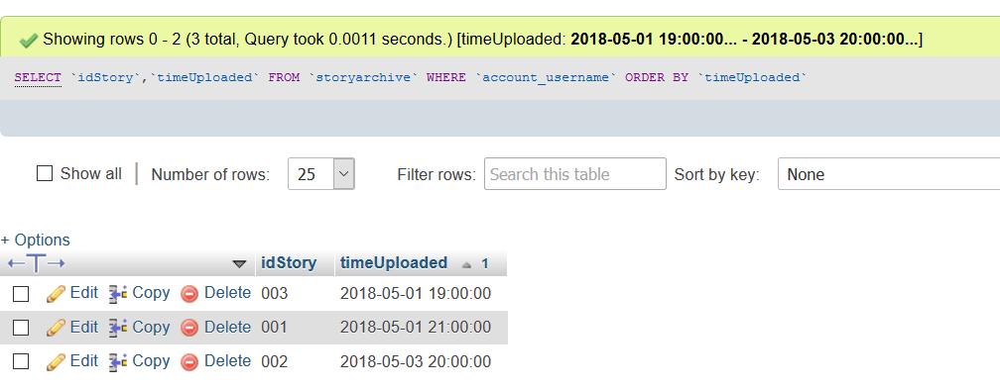 Showing rows 0 - 2 (3 total, Query took 0.0011 seconds.) [timeUploaded: 2018-05-01 19:00:00... - 2018-05-03 20:00:00...]
SELECT `idStory`,`timeUploaded` FROM `storyarchive` WHERE `account_username` ORDER BY `timeUploaded`
Show all | Number of rows: 25 Filter rows: Search this table Sort by key: None
+ Options
←T→ idStory timeUploaded 1
Edit Copy Delete 003 2018-05-01 19:00:00
Edit Copy Delete 001 2018-05-01 21:00:00
Edit Copy Delete 002 2018-05-03 20:00:00